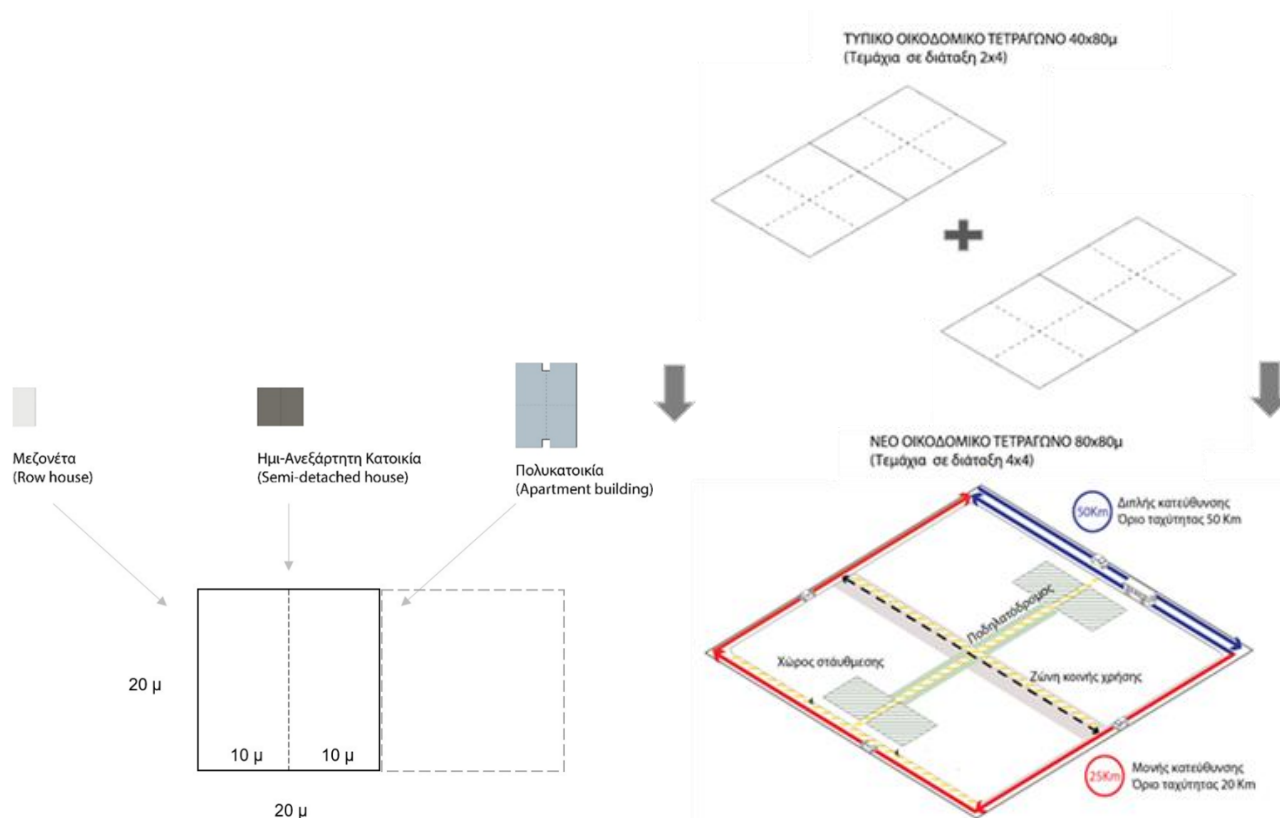 ΤΥΠΙΚΟ ΟΙΚΟΔΟΜΙΚΟ ΤΕΤΡΑΓΩΝΟ 40x80μ
(Τεμάχια σε διάταξη 2x4)
Μεζονέτα
(Row house)
Ημι-Ανεξάρτητη Κατοικία
(Semi-detached house)
Πολυκατοικία
(Apartment building)
20 μ
10 μ
10 μ
20 μ
ΝΕΟ ΟΙΚΟΔΟΜΙΚΟ ΤΕΤΡΑΓΩΝΟ 80x80μ
(Τεμάχια σε διάταξη 4x4)
50Km
Διπλής κατεύθυνσης
Όριο ταχύτητας 50 Km
Ποδηλατόδρομος
Χώρος στάυθμεσης
Ζώνη κοινής χρήσης
25Km
Μονής κατεύθυνσης
Όριο ταχύτητας 20 Km